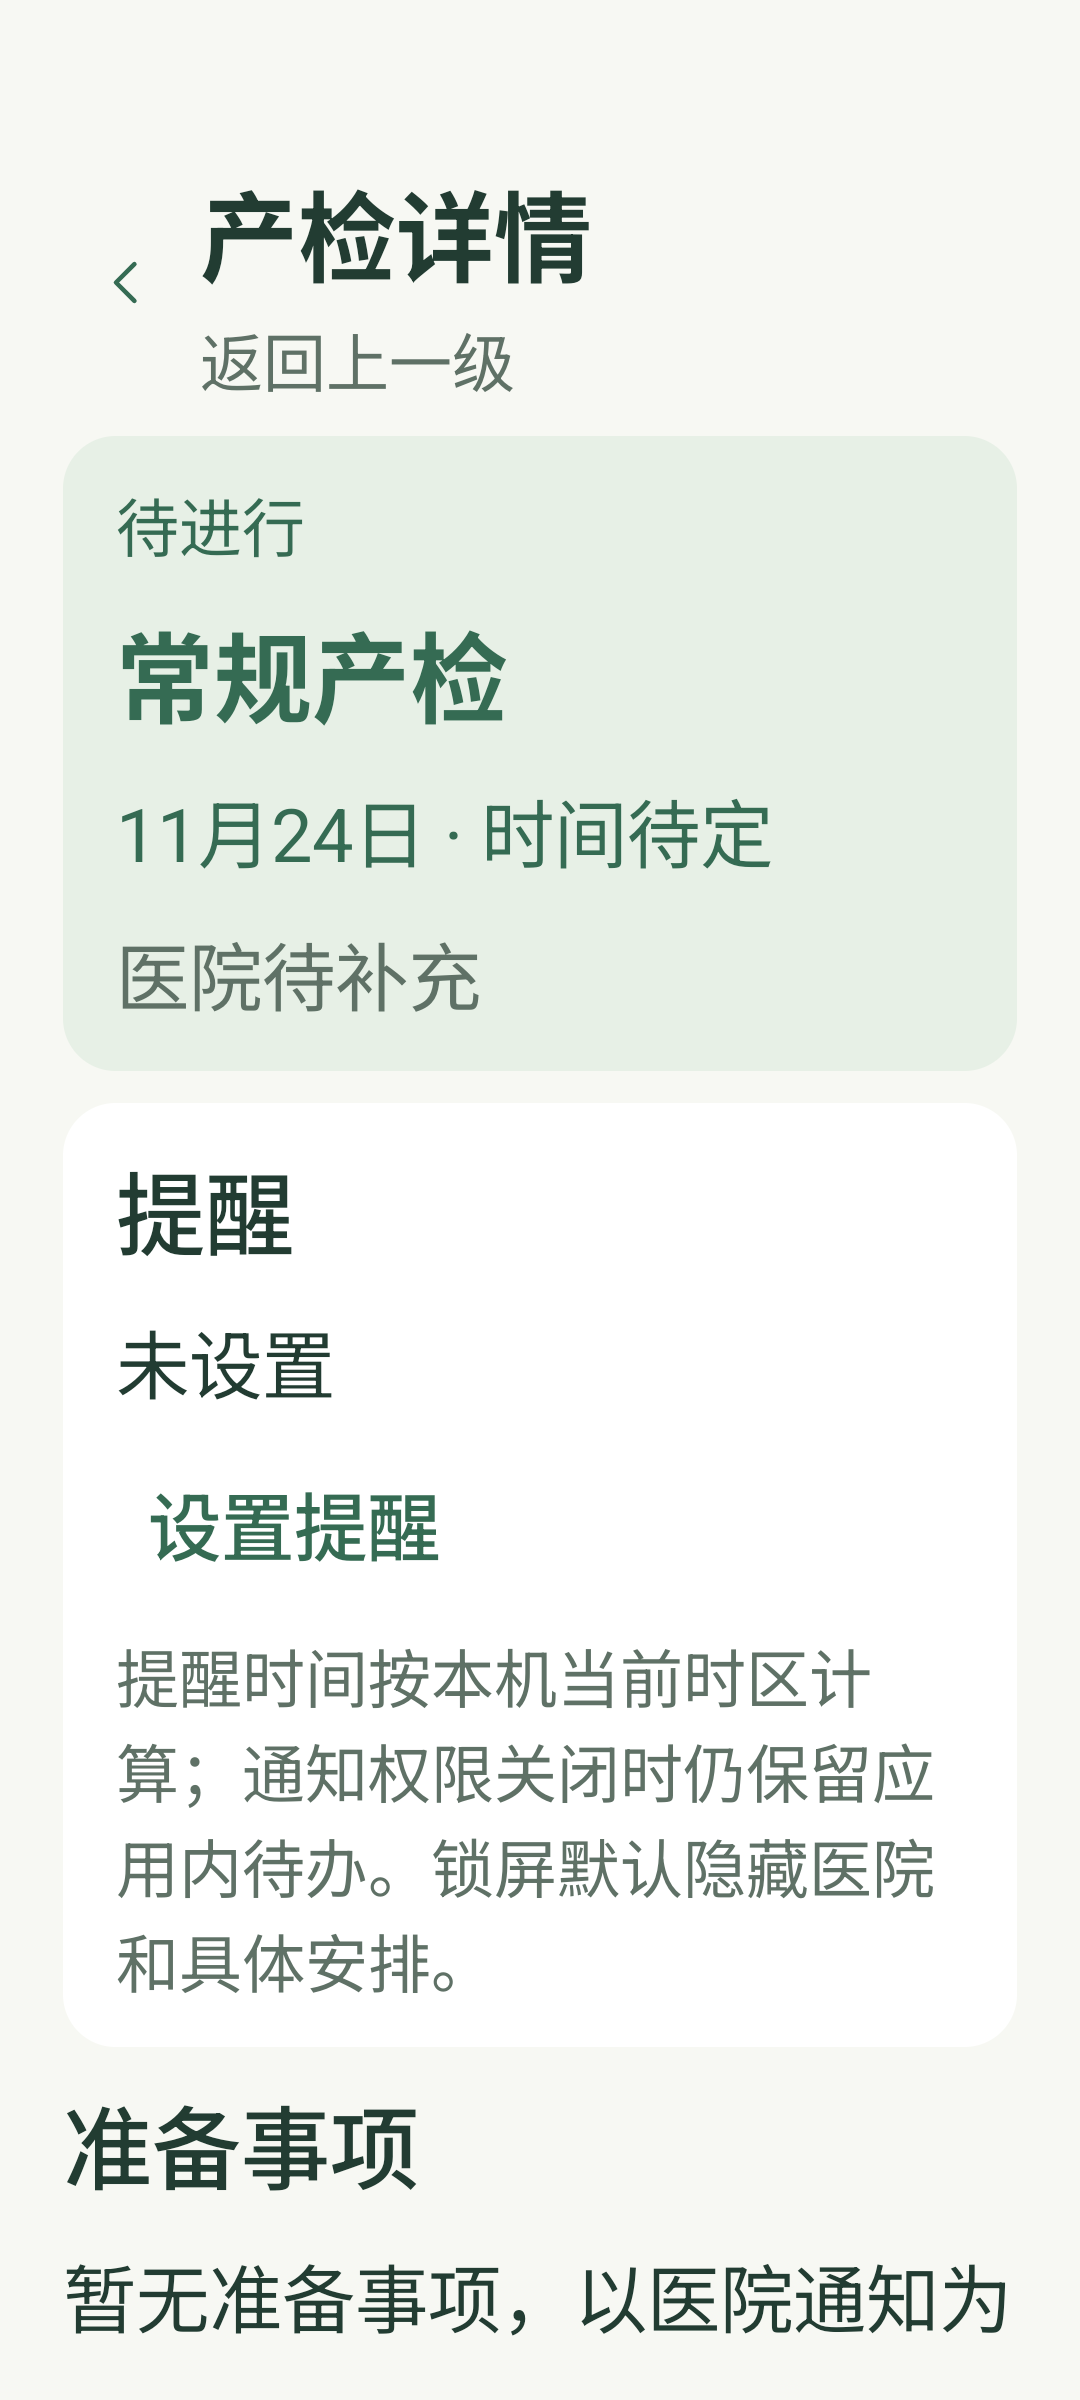 产检详情
返回上一级
待进行
常规产检
11月24日 · 时间待定
医院待补充
提醒
未设置
设置提醒
提醒时间按本机当前时区计
算；通知权限关闭时仍保留应
用内待办。锁屏默认隐藏医院
和具体安排。
准备事项
暂无准备事项，以医院通知为